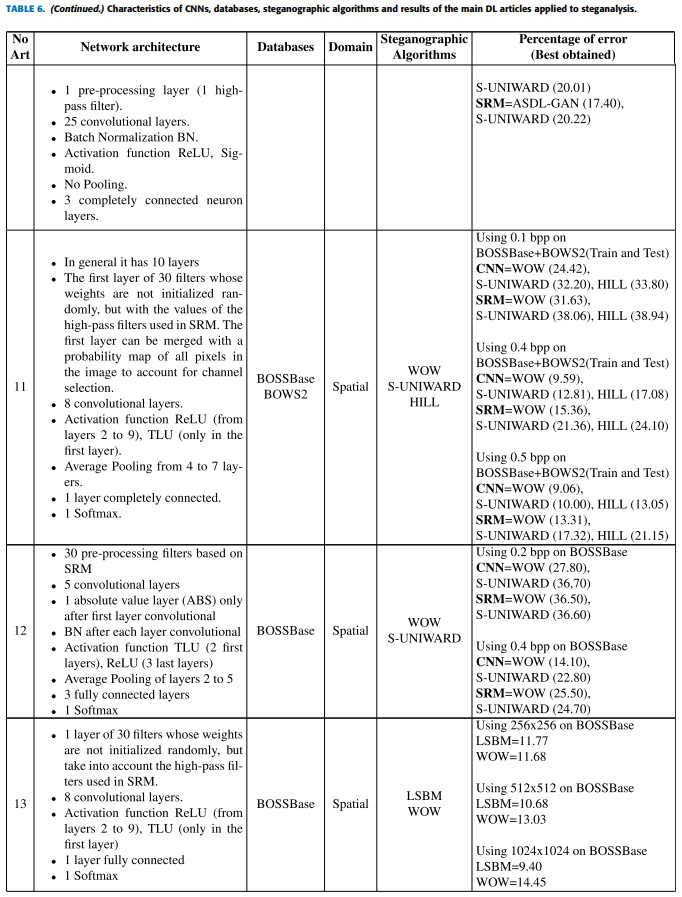 TABLE 6. (Continued.) Characteristics of CNNs, databases, steganographic algorithms and results of the main DL articles applied to steganalysis.
No
Art
Network architecture
Databases
Domain
Steganographic
Algorithms
Percentage of error
(Best obtained)
• 1 pre-processing layer (1 high-
pass filter).
• 25 convolutional layers.
• Batch Normalization BN.
• Activation function ReLU, Sig-
moid.
• No Pooling.
• 3 completely connected neuron
layers.
S-UNIWARD (20.01)
SRM=ASDL-GAN (17.40),
S-UNIWARD (20.22)
11
• In general it has 10 layers
• The first layer of 30 filters whose
weights are not initialized ran-
domly, but with the values of the
high-pass filters used in SRM. The
first layer can be merged with a
probability map of all pixels in
the image to account for channel
selection.
• 8 convolutional layers.
• Activation function ReLU (from
layers 2 to 9), TLU (only in the
first layer).
• Average Pooling from 4 to 7 lay-
ers.
• 1 layer completely connected.
• 1 Softmax.
BOSSBase
BOWS2
Spatial
WOW
S-UNIWARD
HILL
Using 0.1 bpp on
BOSSBase+BOWS2(Train and Test)
CNN=WOW (24.42),
S-UNIWARD (32.20), HILL (33.80)
SRM=WOW (31.63),
S-UNIWARD (38.06), HILL (38.94)
Using 0.4 bpp on
BOSSBase+BOWS2(Train and Test)
CNN=WOW (9.59),
S-UNIWARD (12.81), HILL (17.08)
SRM=WOW (15.36),
S-UNIWARD (21.36), HILL (24.10)
Using 0.5 bpp on
BOSSBase+BOWS2(Train and Test)
CNN=WOW (9.06),
S-UNIWARD (10.00), HILL (13.05)
SRM=WOW (13.31),
S-UNIWARD (17.32), HILL (21.15)
12
• 30 pre-processing filters based on
SRM
• 5 convolutional layers
• 1 absolute value layer (ABS) only
after first layer convolutional
• BN after each layer convolutional
• Activation function TLU (2 first
layers), ReLU (3 last layers)
• Average Pooling of layers 2 to 5
• 3 fully connected layers
• 1 Softmax
BOSSBase
Spatial
WOW
S-UNIWARD
Using 0.2 bpp on BOSSBase
CNN=WOW (27.80),
S-UNIWARD (36,70)
SRM=WOW (36.50),
S-UNIWARD (36.60)
Using 0.4 bpp on BOSSBase
CNN=WOW (14.10),
S-UNIWARD (22.80)
SRM=WOW (25.50),
S-UNIWARD (24.70)
13
• 1 layer of 30 filters whose weights
are not initialized randomly, but
take into account the high-pass fil-
ters used in SRM.
• 8 convolutional layers.
• Activation function ReLU (from
layers 2 to 9), TLU (only in the
first layer)
• 1 layer fully connected
• 1 Softmax
BOSSBase
Spatial
LSBM
WOW
Using 256x256 on BOSSBase
LSBM=11.77
WOW=11.68
Using 512x512 on BOSSBase
LSBM=10.68
WOW=13.03
Using 1024x1024 on BOSSBase
LSBM=9.40
WOW=14.45